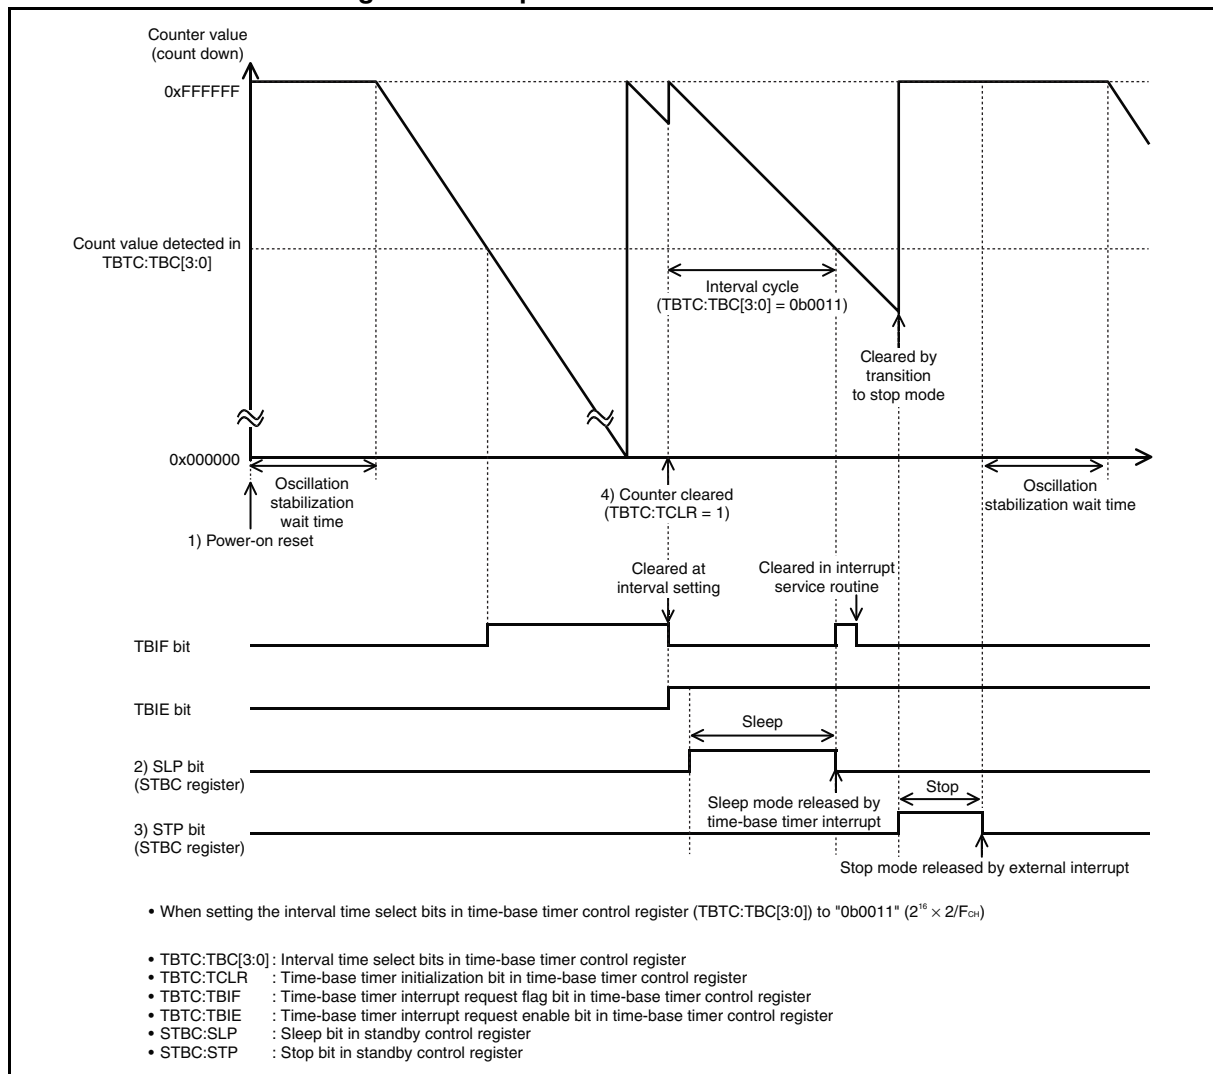 Counter value
(count down)
0xFFFFFF
Count value detected in
TBTC:TBC[3:0]
Interval cycle
(TBTC:TBC[3:0] = 0b0011)
Cleared by
transition
to stop mode
0x000000
Oscillation
stabilization
wait time
1) Power-on reset
4) Counter cleared
(TBTC:TCLR = 1)
Oscillation
stabilization wait time
Cleared at
interval setting
Cleared in interrupt
service routine
TBIF bit
TBIE bit
Sleep
2) SLP bit
(STBC register)
Sleep mode released by
time-base timer interrupt
Stop
3) STP bit
(STBC register)
Stop mode released by external interrupt
• When setting the interval time select bits in time-base timer control register (TBTC:TBC[3:0]) to "0b0011" (2¹⁶ × 2/FCH)
• TBTC:TBC[3:0] : Interval time select bits in time-base timer control register
• TBTC:TCLR : Time-base timer initialization bit in time-base timer control register
• TBTC:TBIF : Time-base timer interrupt request flag bit in time-base timer control register
• TBTC:TBIE : Time-base timer interrupt request enable bit in time-base timer control register
• STBC:SLP : Sleep bit in standby control register
• STBC:STP : Stop bit in standby control register